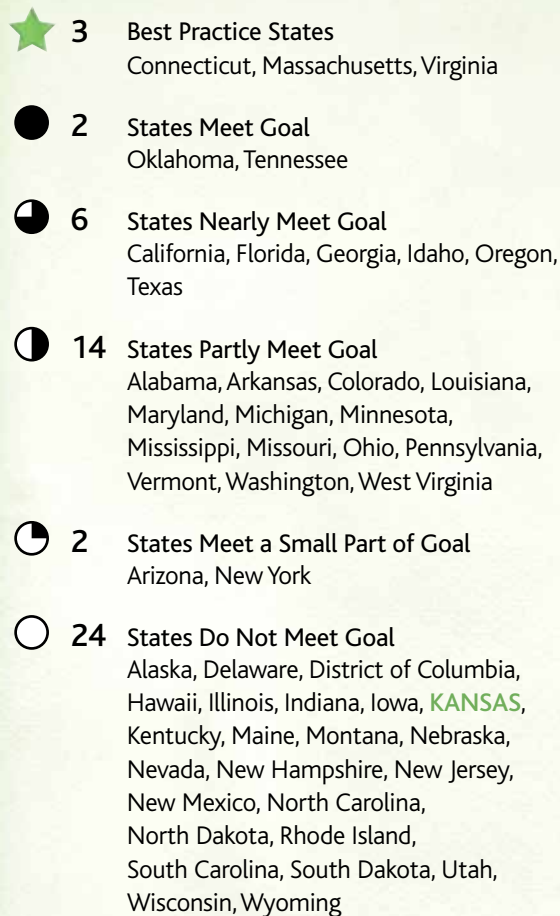 3 Best Practice States
Connecticut, Massachusetts, Virginia
2 States Meet Goal
Oklahoma, Tennessee
6 States Nearly Meet Goal
California, Florida, Georgia, Idaho, Oregon,
Texas
14 States Partly Meet Goal
Alabama, Arkansas, Colorado, Louisiana,
Maryland, Michigan, Minnesota,
Mississippi, Missouri, Ohio, Pennsylvania,
Vermont, Washington, West Virginia
2 States Meet a Small Part of Goal
Arizona, New York
24 States Do Not Meet Goal
Alaska, Delaware, District of Columbia,
Hawaii, Illinois, Indiana, Iowa, KANSAS,
Kentucky, Maine, Montana, Nebraska,
Nevada, New Hampshire, New Jersey,
New Mexico, North Carolina,
North Dakota, Rhode Island,
South Carolina, South Dakota, Utah,
Wisconsin, Wyoming